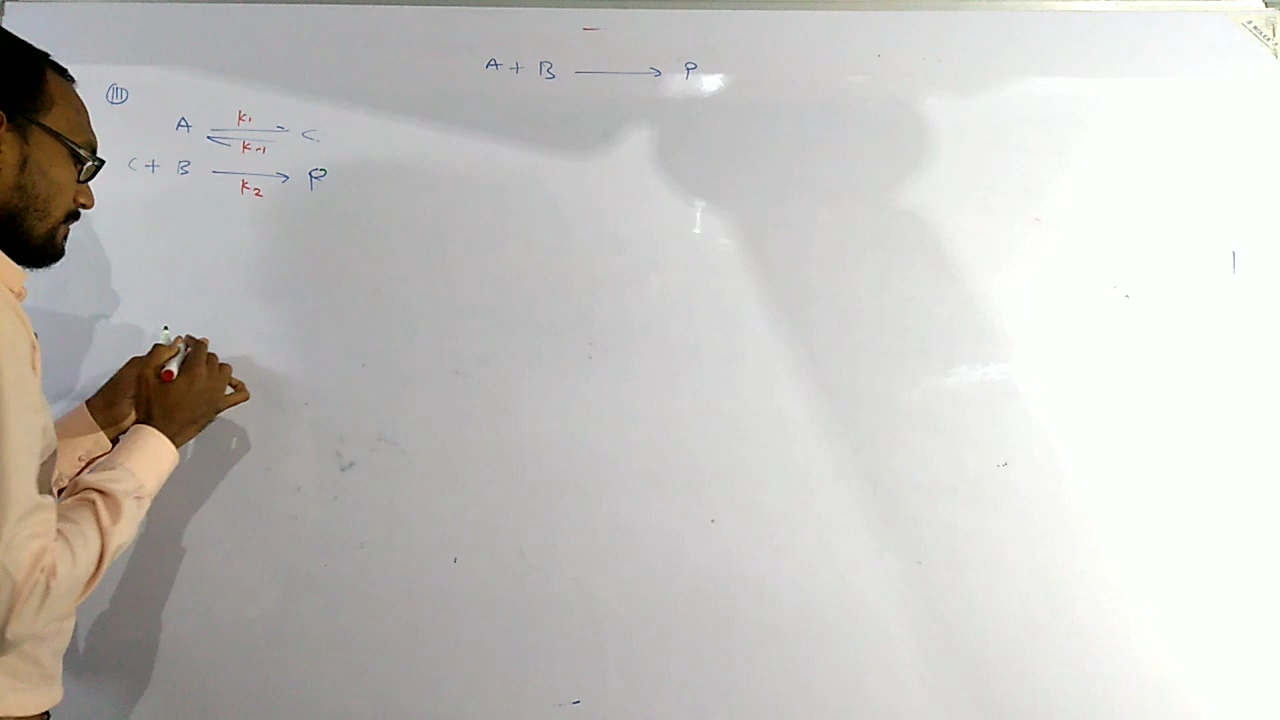 A + B ⟶ P
III
A ⇌ C
k1
k-1
C + B ⟶ P
k2